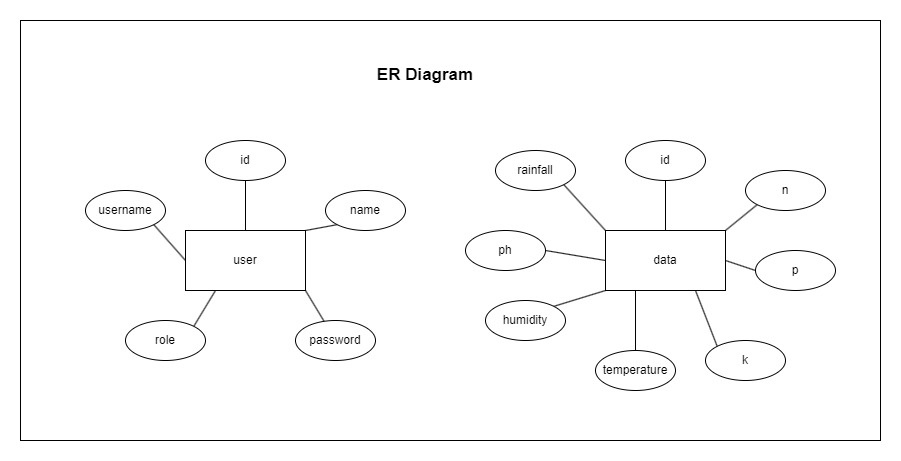 ER Diagram
id
username
name
user
role
password
rainfall
id
n
ph
data
p
humidity
temperature
k